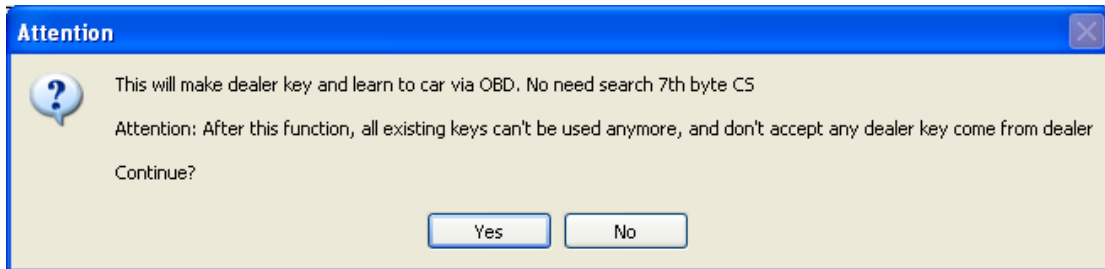 Attention
This will make dealer key and learn to car via OBD. No need search 7th byte CS
Attention: After this function, all existing keys can't be used anymore, and don't accept any dealer key come from dealer
Continue?
Yes No